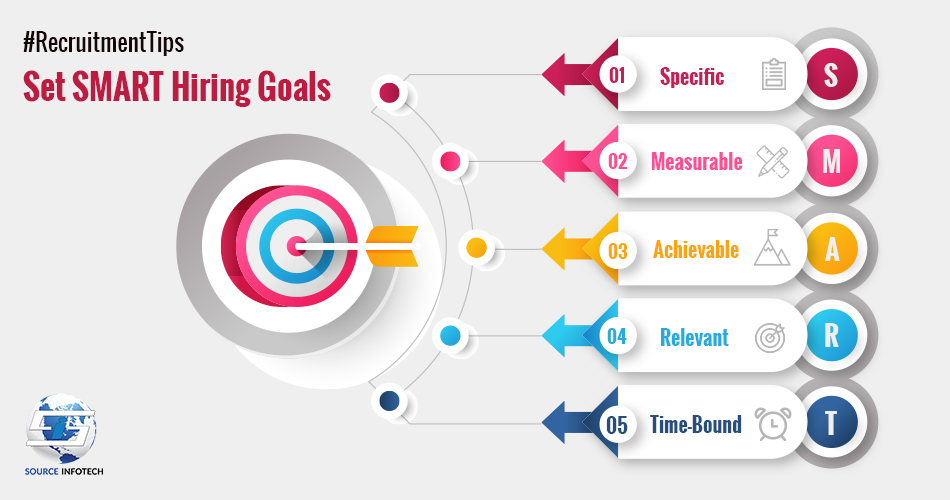 #RecruitmentTips
Set SMART Hiring Goals
01 Specific S
02 Measurable M
03 Achievable A
04 Relevant R
05 Time-Bound T
SOURCE INFOTECH